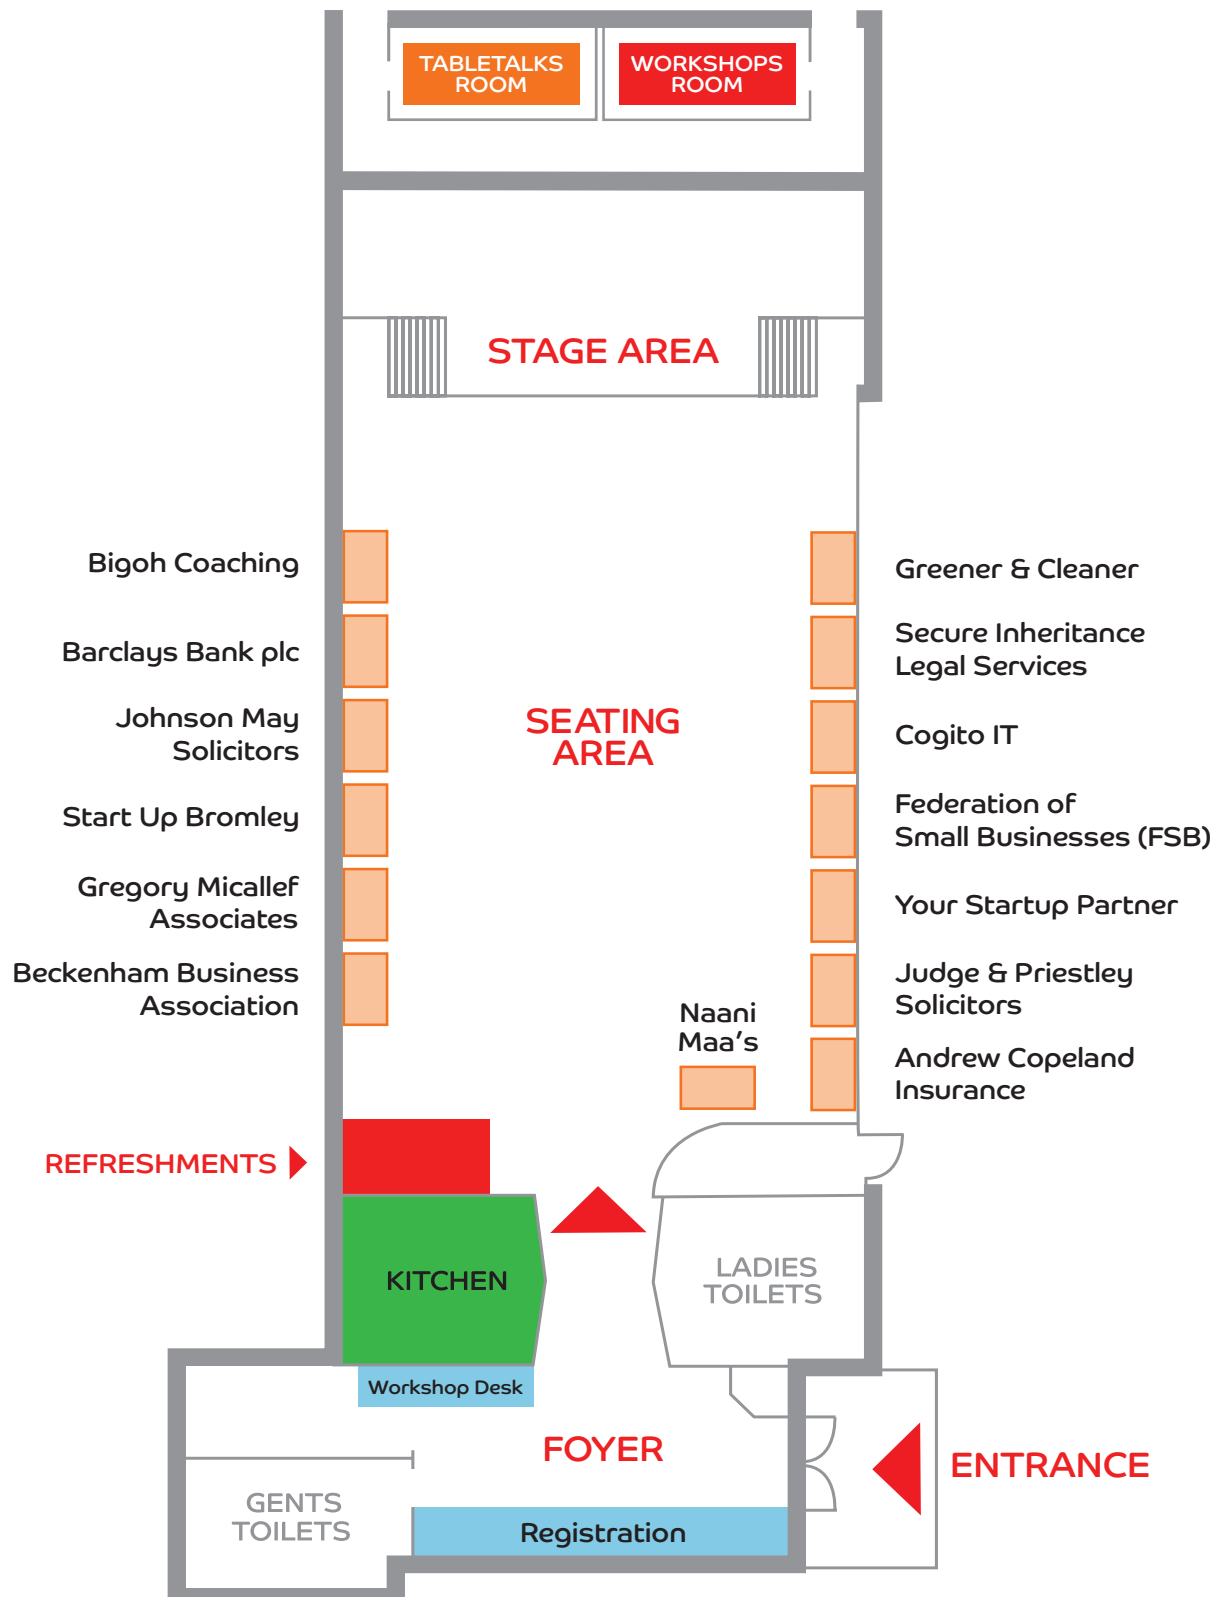 TABLETALKS
ROOM
WORKSHOPS
ROOM
STAGE AREA
Bigoh Coaching
Barclays Bank plc
Johnson May
Solicitors
Start Up Bromley
Gregory Micallef
Associates
Beckenham Business
Association
SEATING
AREA
Greener & Cleaner
Secure Inheritance
Legal Services
Cogito IT
Federation of
Small Businesses (FSB)
Your Startup Partner
Judge & Priestley
Solicitors
Andrew Copeland
Insurance
Naani
Maa's
REFRESHMENTS
KITCHEN
LADIES
TOILETS
Workshop Desk
FOYER
ENTRANCE
GENTS
TOILETS
Registration